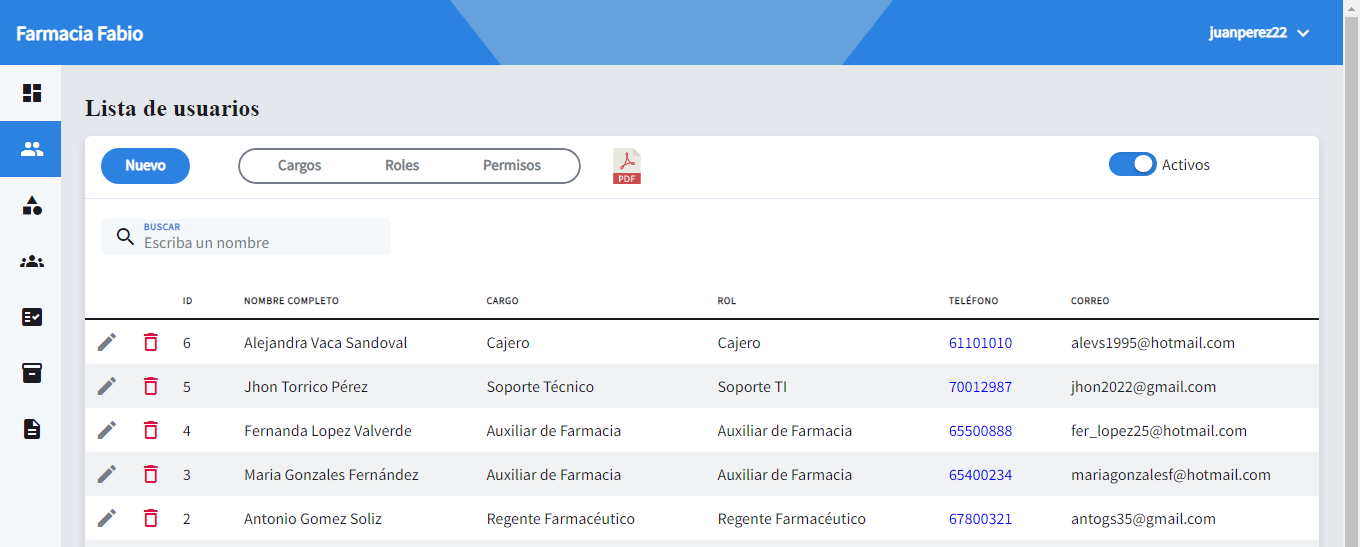 Farmacia Fabio
juanperez22
Lista de usuarios
Nuevo Cargos Roles Permisos PDF Activos
BUSCAR
Escriba un nombre
ID NOMBRE COMPLETO CARGO ROL TELÉFONO CORREO
6 Alejandra Vaca Sandoval Cajero Cajero 61101010 alevs1995@hotmail.com
5 Jhon Torrico Pérez Soporte Técnico Soporte TI 70012987 jhon2022@gmail.com
4 Fernanda Lopez Valverde Auxiliar de Farmacia Auxiliar de Farmacia 65500888 fer_lopez25@hotmail.com
3 Maria Gonzales Fernández Auxiliar de Farmacia Auxiliar de Farmacia 65400234 mariagonzalesf@hotmail.com
2 Antonio Gomez Soliz Regente Farmacéutico Regente Farmacéutico 67800321 antogs35@gmail.com